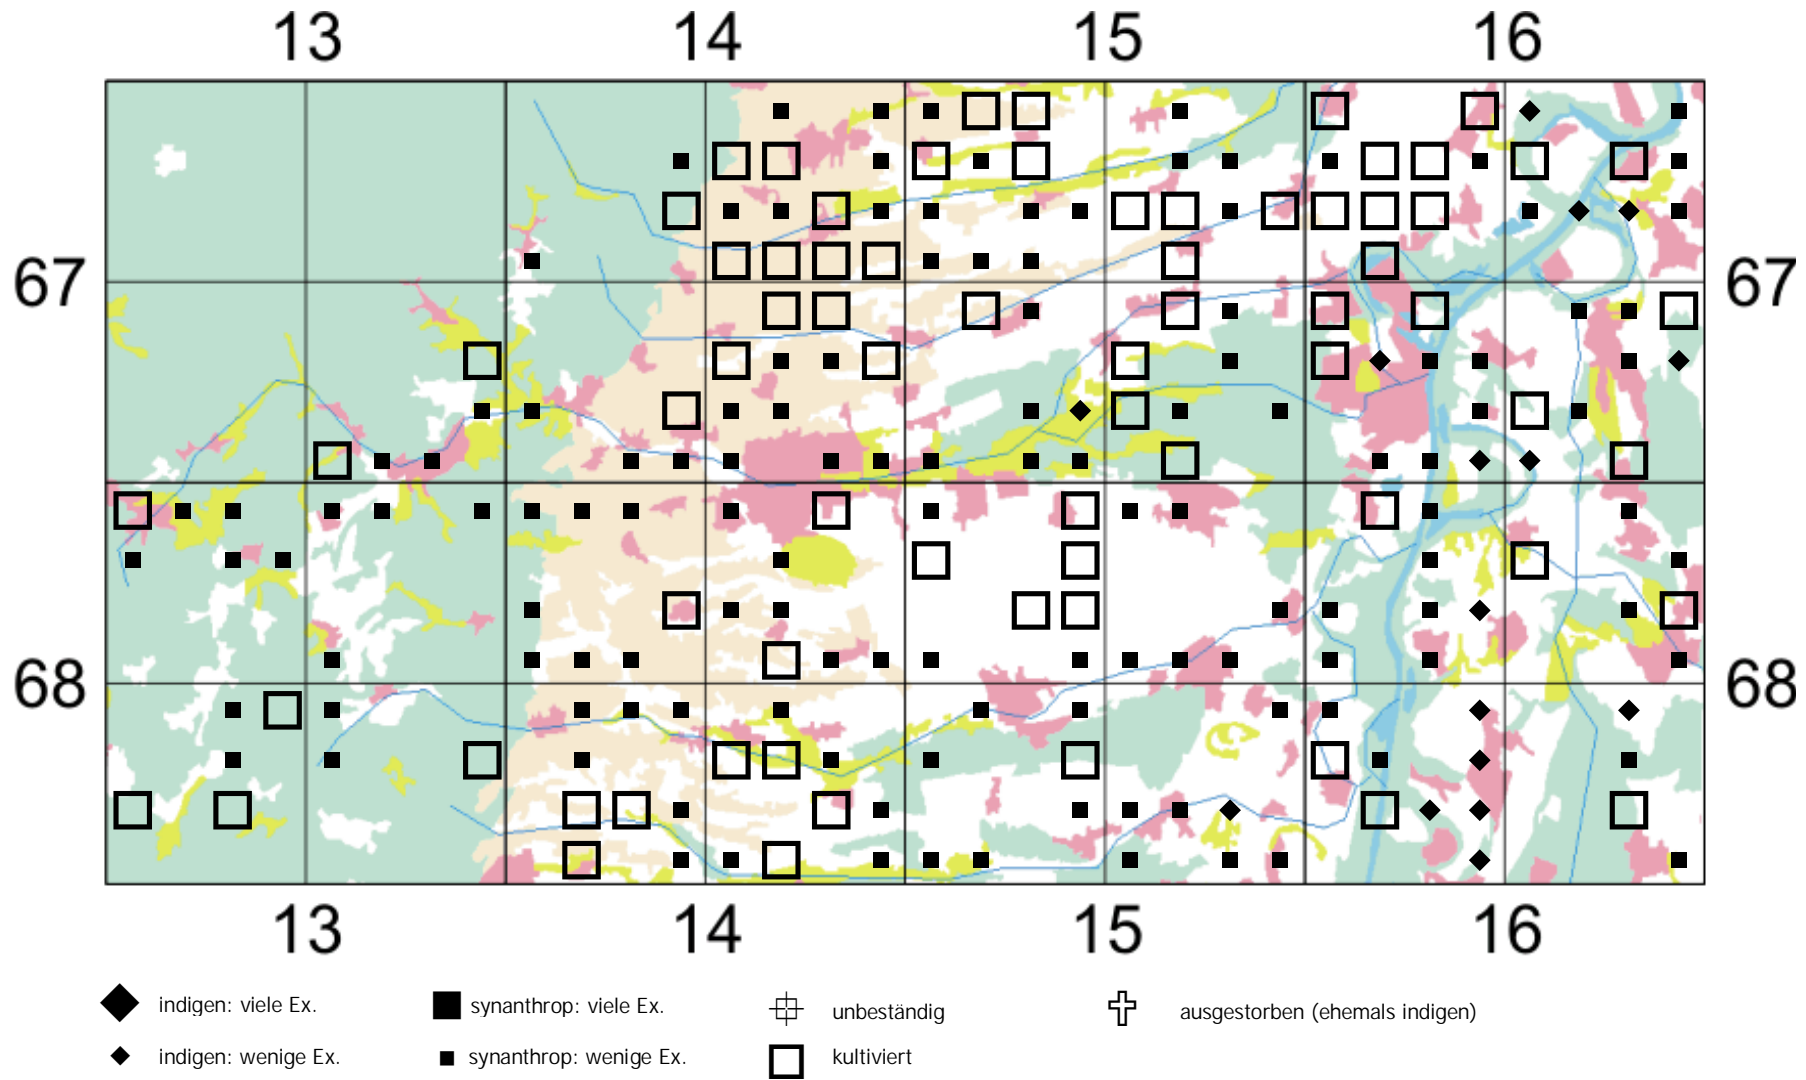 13 14 15 16
67 67
68 68
13 14 15 16
indigen: viele Ex. synanthrop: viele Ex. unbeständig ausgestorben (ehemals indigen)
indigen: wenige Ex. synanthrop: wenige Ex. kultiviert